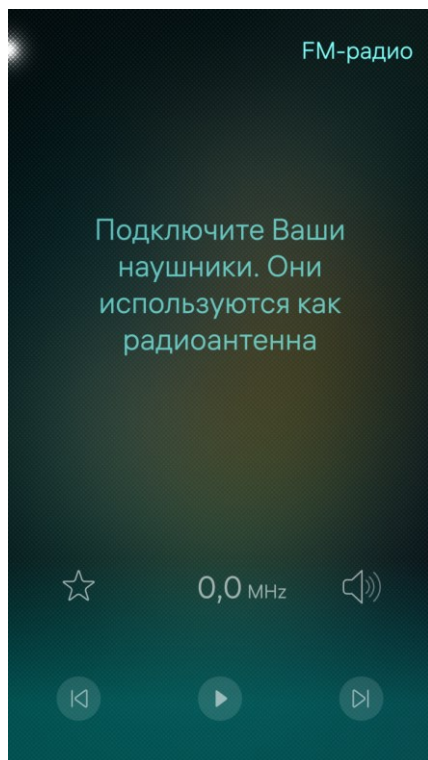 FM-радио
Подключите Ваши
наушники. Они
используются как
радиоантенна
0,0 MHz